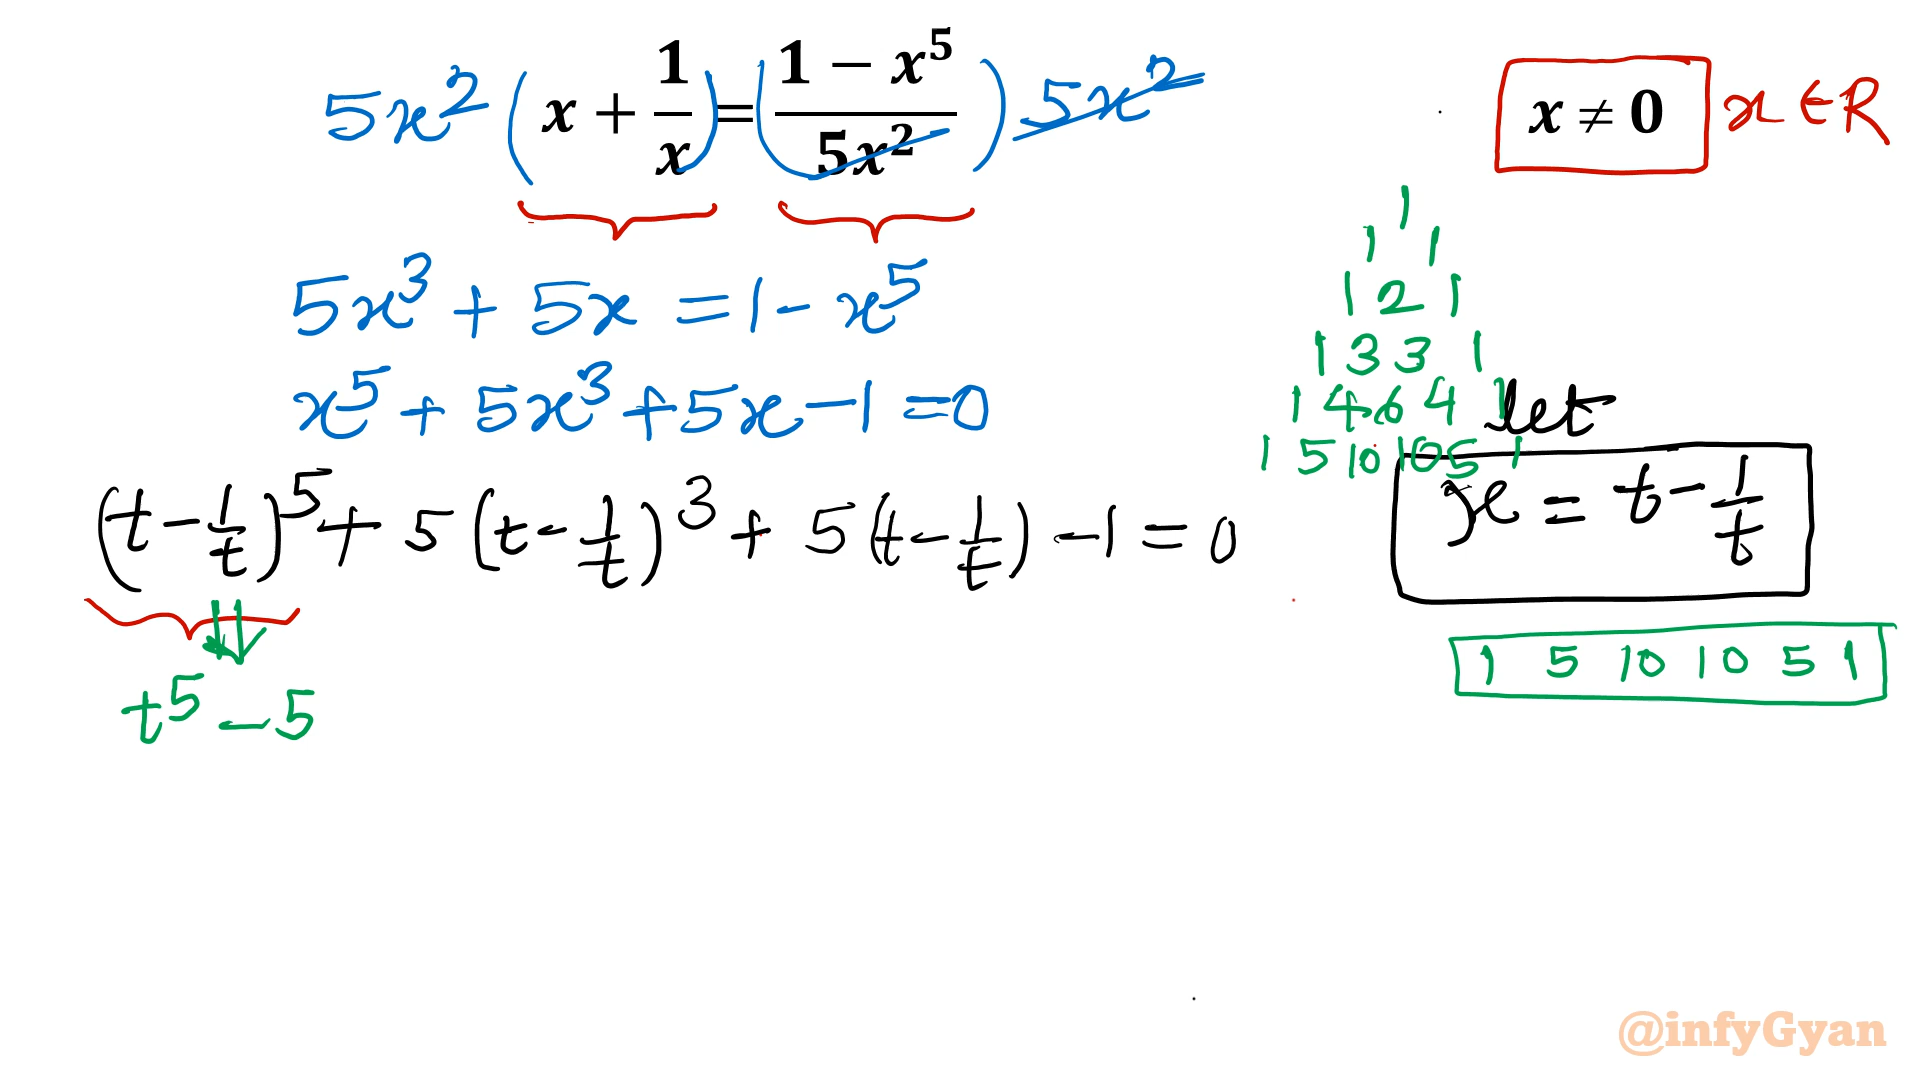 5x² ( x + 1/x ) = ( (1 − x⁵)/(5x²) ) 5x²
x ≠ 0 x ∈ R
5x³ + 5x = 1 − x⁵
x⁵ + 5x³ + 5x − 1 = 0
(t − 1/t)⁵ + 5 (t − 1/t)³ + 5 (t − 1/t) − 1 = 0
t⁵ − 5
1
1 1
1 2 1
1 3 3 1
1 4 6 4 1
1 5 10 10 5 1
let
x = t − 1/t
1 5 10 10 5 1
@infyGyan